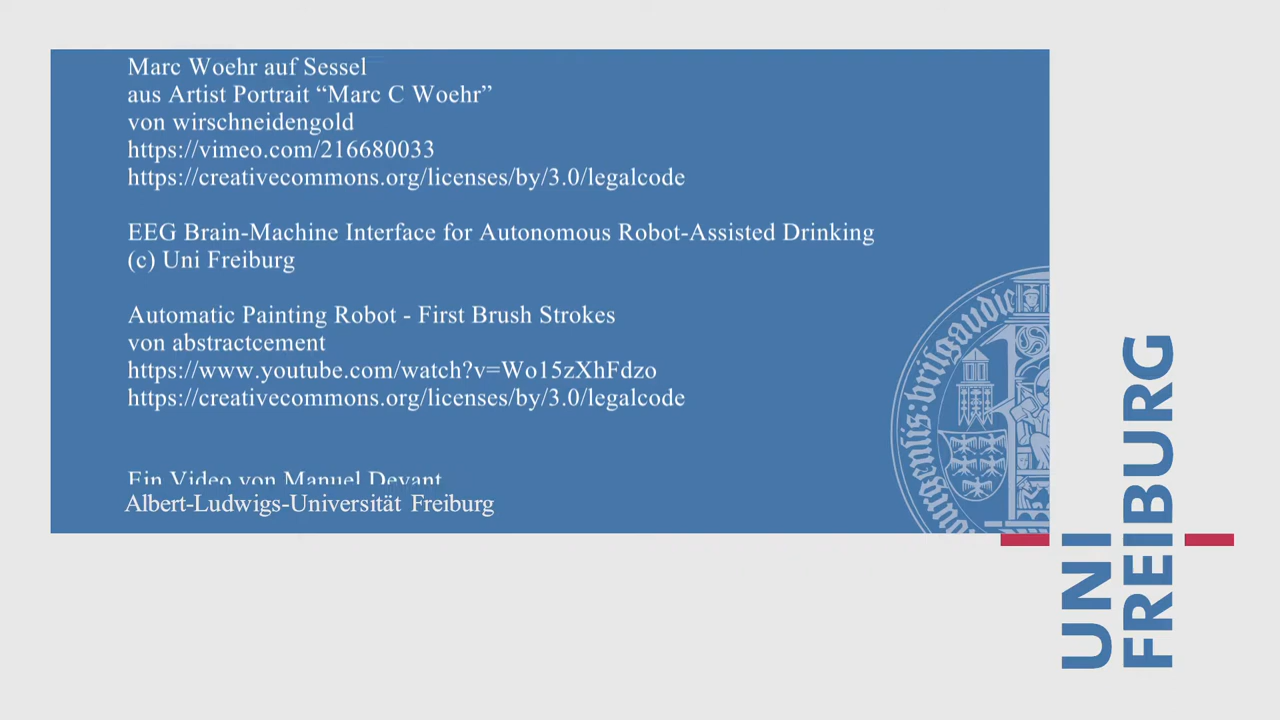 Marc Woehr auf Sessel
aus Artist Portrait “Marc C Woehr”
von wirschneidengold
https://vimeo.com/216680033
https://creativecommons.org/licenses/by/3.0/legalcode
EEG Brain-Machine Interface for Autonomous Robot-Assisted Drinking
(c) Uni Freiburg
Automatic Painting Robot - First Brush Strokes
von abstractcement
https://www.youtube.com/watch?v=Wo15zXhFdzo
https://creativecommons.org/licenses/by/3.0/legalcode
Ein Video von Manuel Devant
Albert-Ludwigs-Universität Freiburg
UNI
FREIBURG